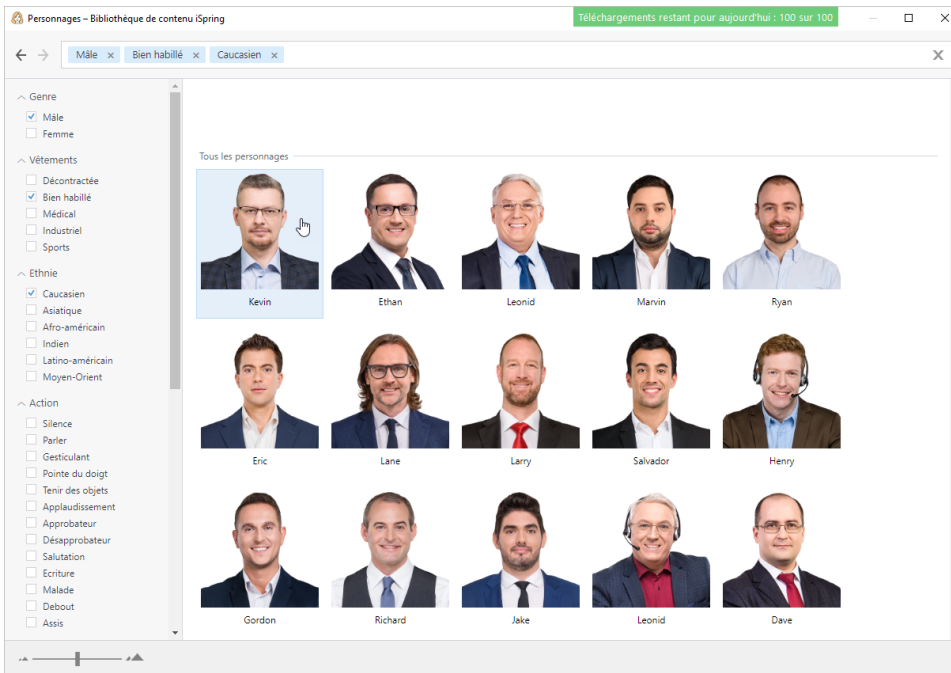 Personnages – Bibliothèque de contenu iSpring
Téléchargements restant pour aujourd'hui : 100 sur 100
Mâle
Bien habillé
Caucasien
Genre
Mâle
Femme
Vêtements
Décontractée
Bien habillé
Médical
Industriel
Sports
Ethnie
Caucasien
Asiatique
Afro-américain
Indien
Latino-américain
Moyen-Orient
Action
Silence
Parler
Gesticulant
Pointe du doigt
Tenir des objets
Applaudissement
Approbateur
Désapprobateur
Salutation
Ecriture
Malade
Debout
Assis
Tous les personnages
Kevin
Ethan
Leonid
Marvin
Ryan
Eric
Lane
Larry
Salvador
Henry
Gordon
Richard
Jake
Leonid
Dave